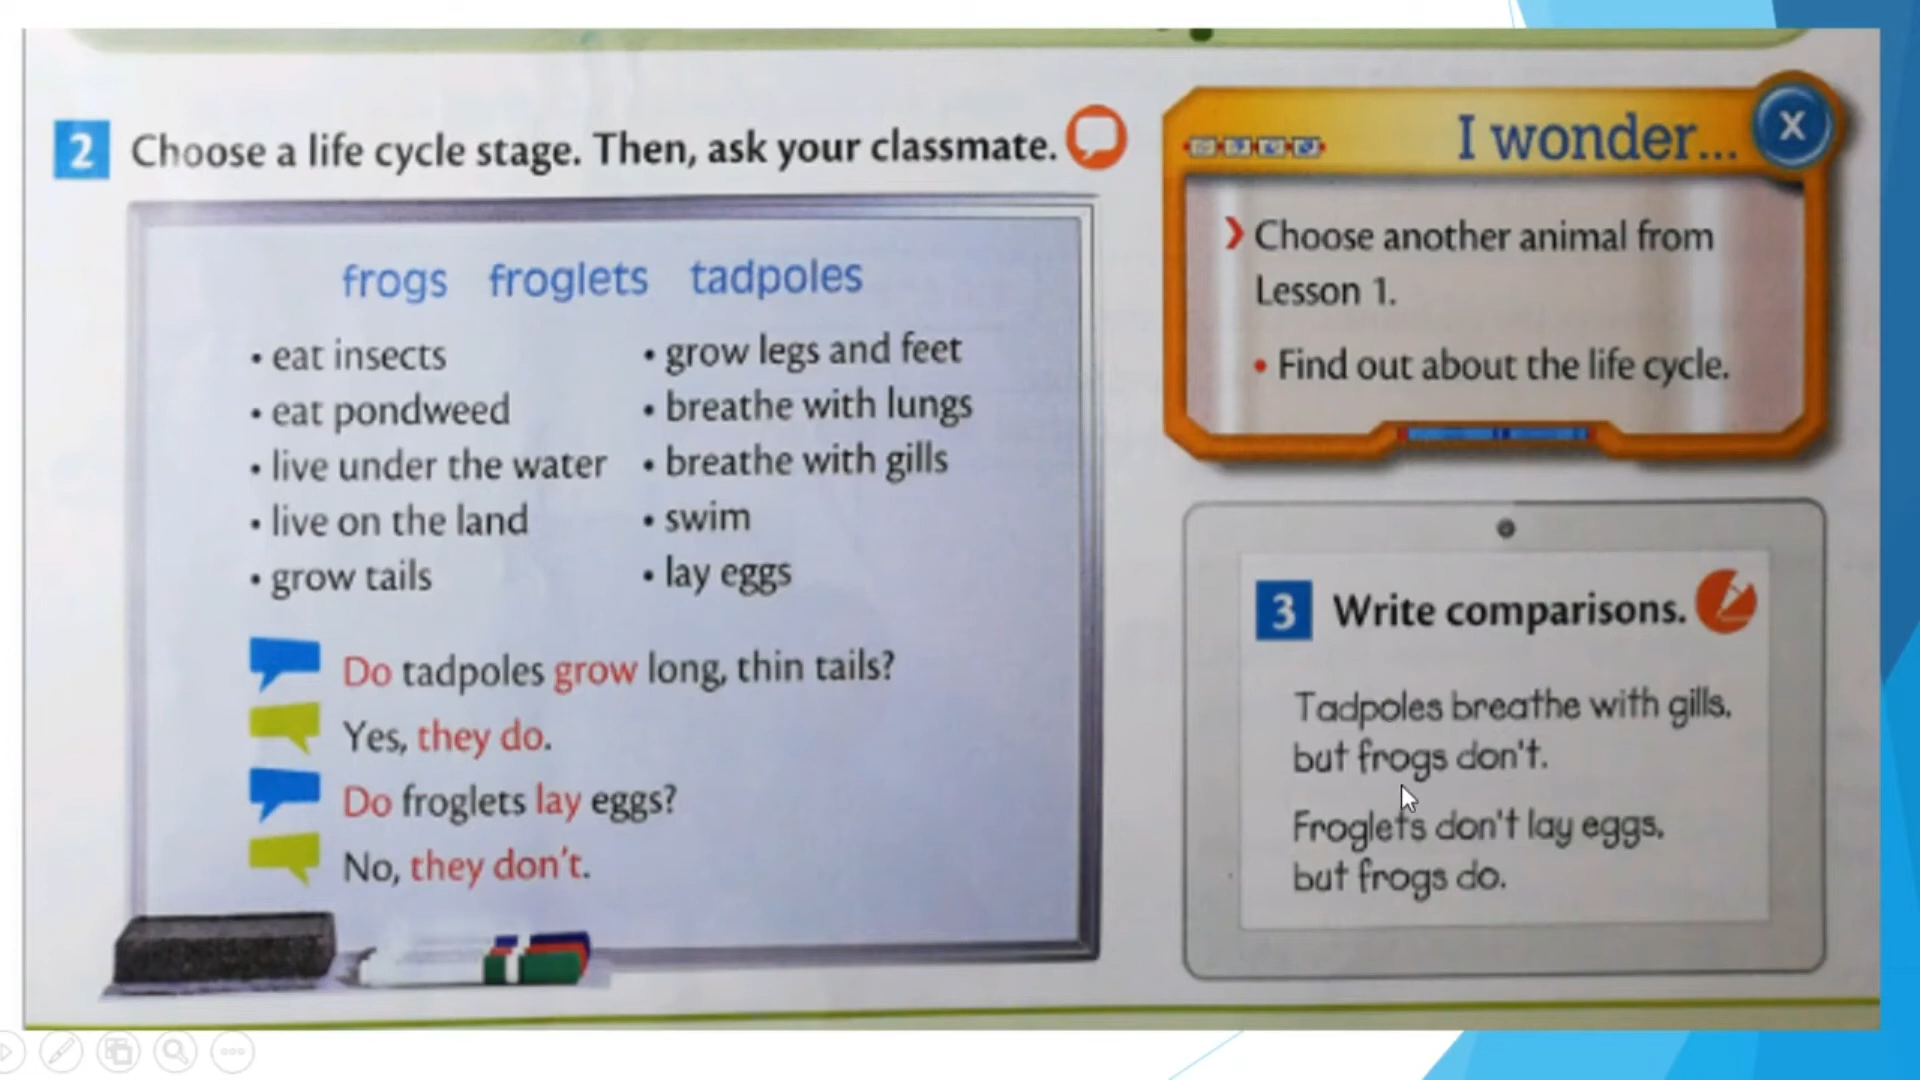 2 Choose a life cycle stage. Then, ask your classmate.
frogs froglets tadpoles
• eat insects
• eat pondweed
• live under the water
• live on the land
• grow tails
• grow legs and feet
• breathe with lungs
• breathe with gills
• swim
• lay eggs
Do tadpoles grow long, thin tails?
Yes, they do.
Do froglets lay eggs?
No, they don't.
I wonder... X
Choose another animal from
Lesson 1.
• Find out about the life cycle.
3 Write comparisons.
Tadpoles breathe with gills,
but frogs don't.
Froglets don't lay eggs,
but frogs do.